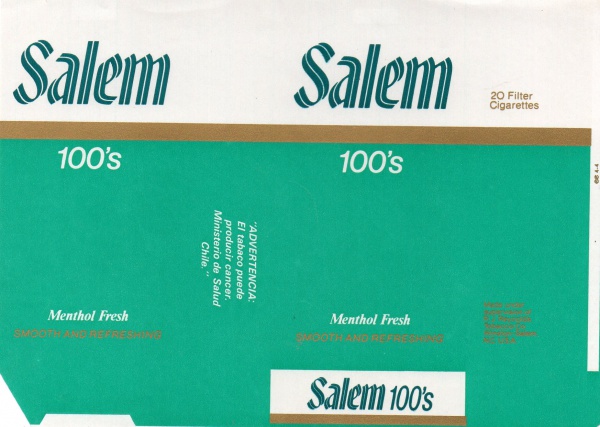 Salem
100's
Menthol Fresh
SMOOTH AND REFRESHING
"ADVERTENCIA:
El tabaco puede
producir cancer.
Ministerio de Salud
Chile."
Salem
100's
Menthol Fresh
SMOOTH AND REFRESHING
Salem 100's
20 Filter
Cigarettes